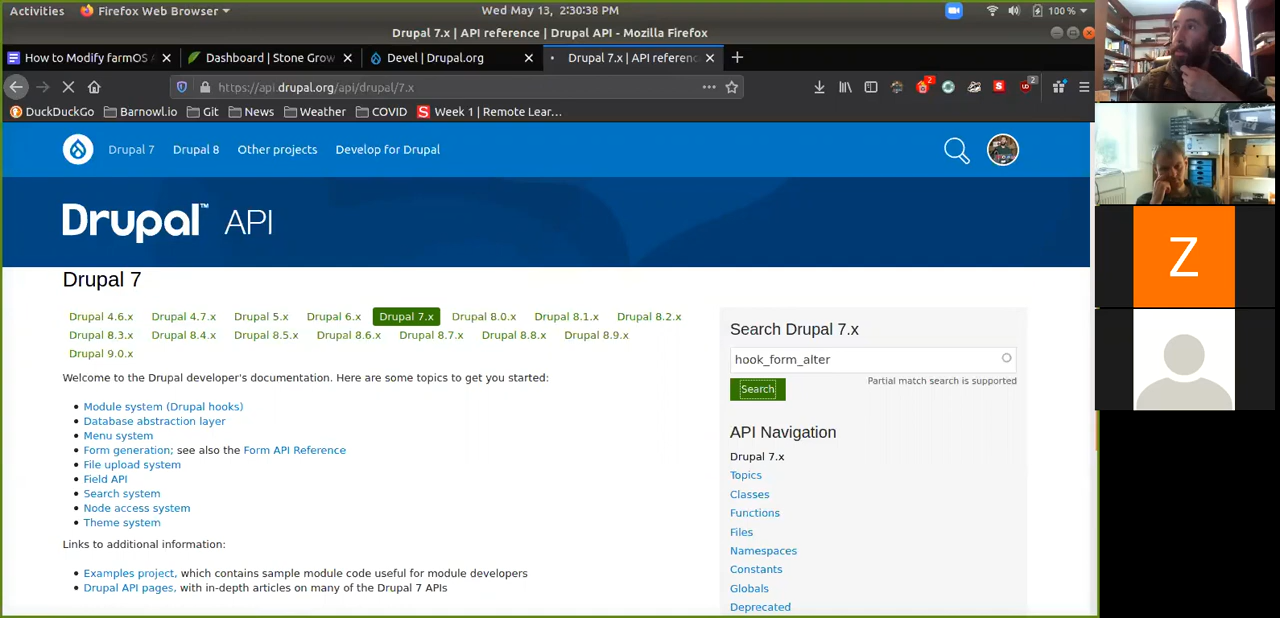 Activities Firefox Web Browser Wed May 13, 2:30:38 PM 100 %
Drupal 7.x | API reference | Drupal API - Mozilla Firefox
How to Modify farmOS Dashboard | Stone Grow Devel | Drupal.org Drupal 7.x | API referenc
https://api.drupal.org/api/drupal/7.x
DuckDuckGo Barnowl.io Git News Weather COVID Week 1 | Remote Lear…
Drupal 7 Drupal 8 Other projects Develop for Drupal
Drupal™ API
Drupal 7
Drupal 4.6.x Drupal 4.7.x Drupal 5.x Drupal 6.x Drupal 7.x Drupal 8.0.x Drupal 8.1.x Drupal 8.2.x
Drupal 8.3.x Drupal 8.4.x Drupal 8.5.x Drupal 8.6.x Drupal 8.7.x Drupal 8.8.x Drupal 8.9.x
Drupal 9.0.x
Welcome to the Drupal developer's documentation. Here are some topics to get you started:
Module system (Drupal hooks)
Database abstraction layer
Menu system
Form generation; see also the Form API Reference
File upload system
Field API
Search system
Node access system
Theme system
Links to additional information:
Examples project, which contains sample module code useful for module developers
Drupal API pages, with in-depth articles on many of the Drupal 7 APIs
Search Drupal 7.x
hook_form_alter
Partial match search is supported
Search
API Navigation
Drupal 7.x
Topics
Classes
Functions
Files
Namespaces
Constants
Globals
Deprecated
Z